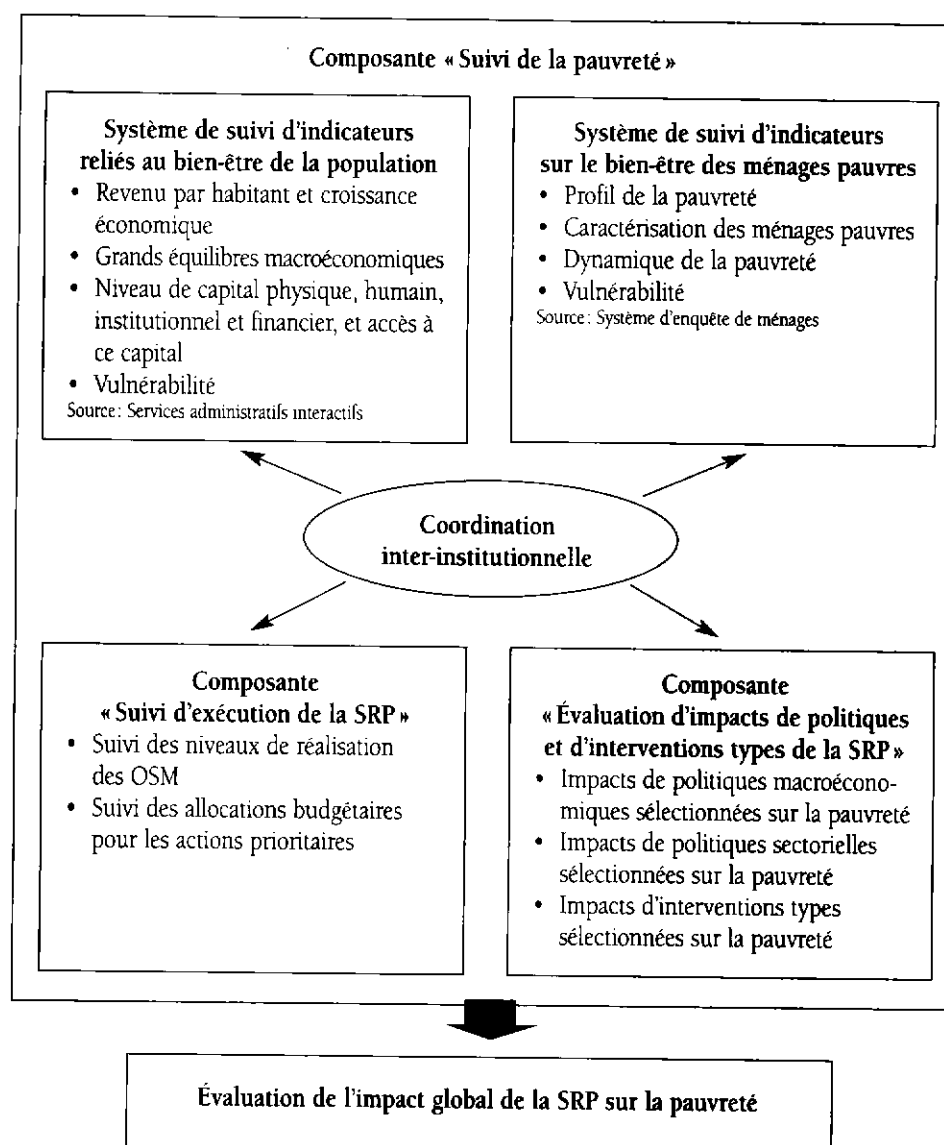 Composante « Suivi de la pauvreté »
Système de suivi d'indicateurs
reliés au bien-être de la population
• Revenu par habitant et croissance
économique
• Grands équilibres macroéconomiques
• Niveau de capital physique, humain,
institutionnel et financier, et accès à
ce capital
• Vulnérabilité
Source : Services administratifs interactifs
Système de suivi d'indicateurs
sur le bien-être des ménages pauvres
• Profil de la pauvreté
• Caractérisation des ménages pauvres
• Dynamique de la pauvreté
• Vulnérabilité
Source : Système d'enquête de ménages
Coordination
inter-institutionnelle
Composante
« Suivi d'exécution de la SRP »
• Suivi des niveaux de réalisation
des OSM
• Suivi des allocations budgétaires
pour les actions prioritaires
Composante
« Évaluation d'impacts de politiques
et d'interventions types de la SRP »
• Impacts de politiques macroécono-
miques sélectionnées sur la pauvreté
• Impacts de politiques sectorielles
sélectionnées sur la pauvreté
• Impacts d'interventions types
sélectionnées sur la pauvreté
Évaluation de l'impact global de la SRP sur la pauvreté